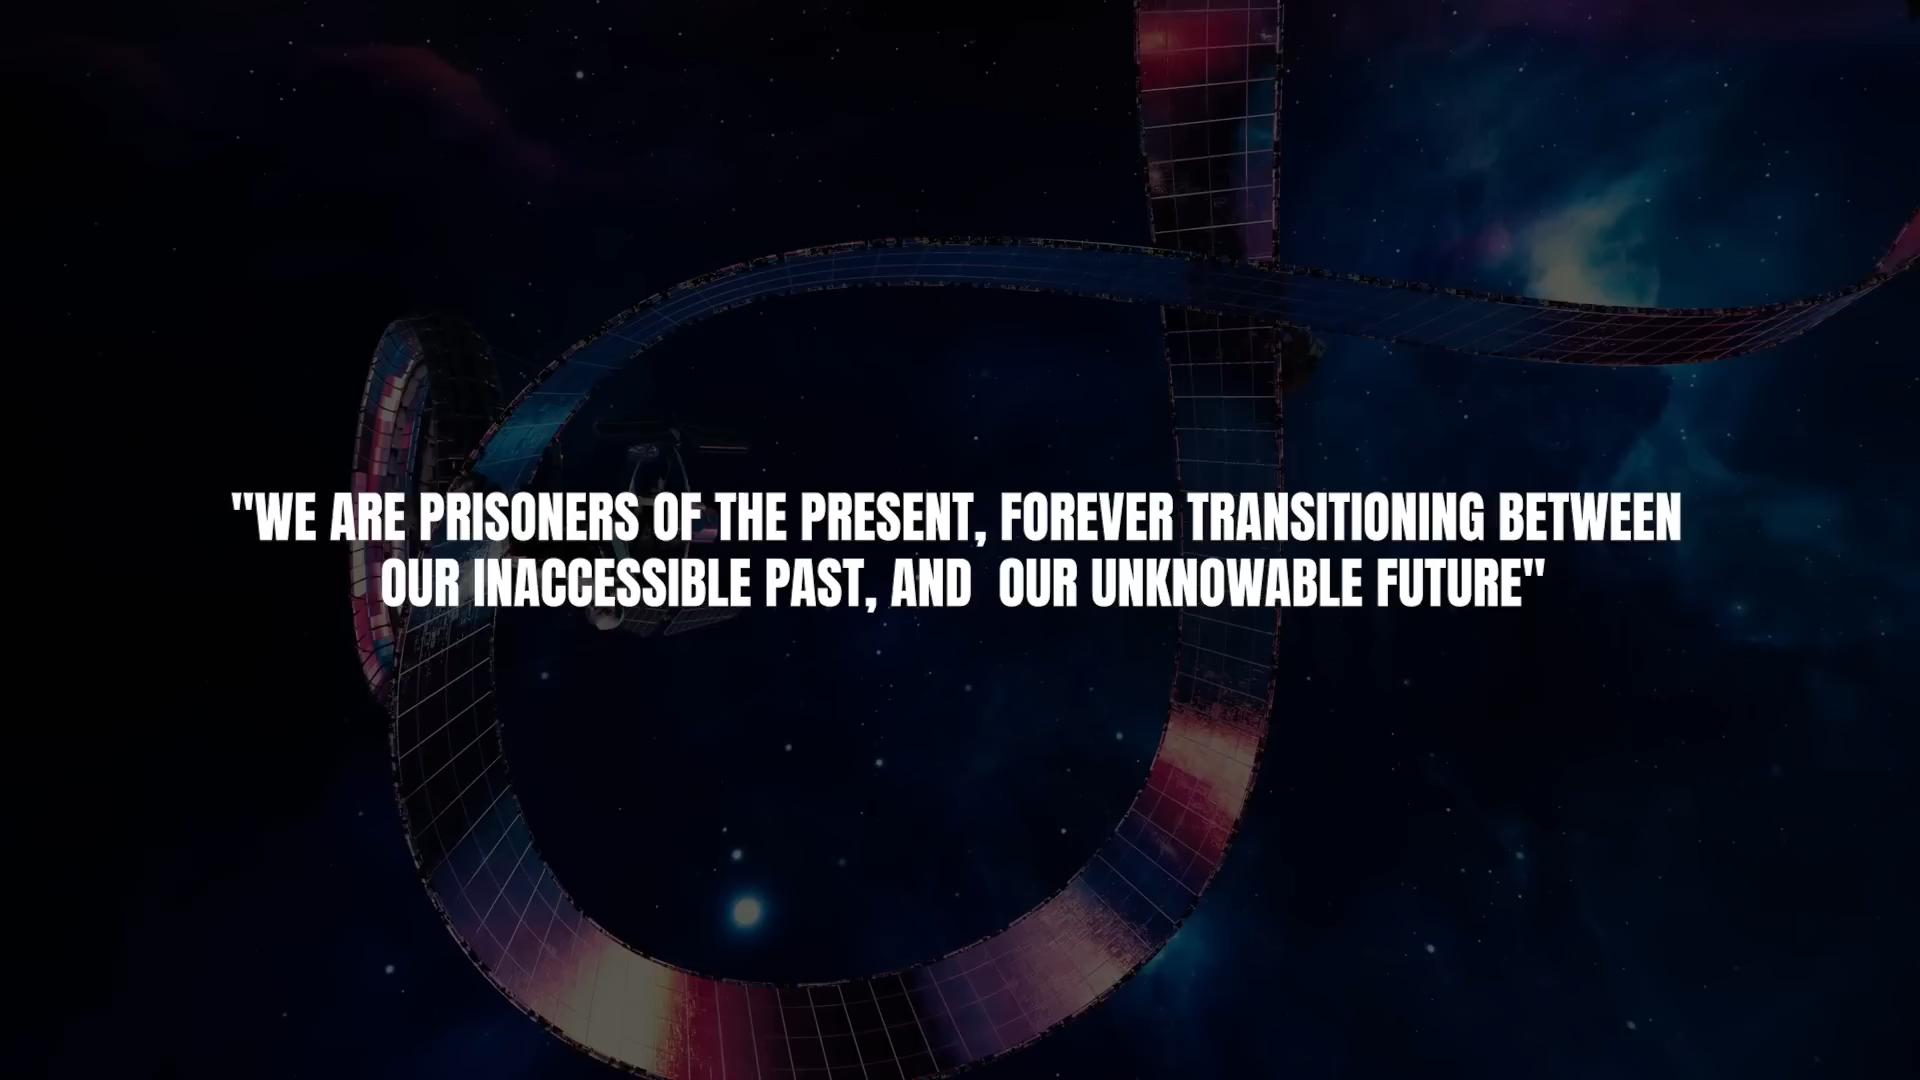 "WE ARE PRISONERS OF THE PRESENT, FOREVER TRANSITIONING BETWEEN
OUR INACCESSIBLE PAST, AND  OUR UNKNOWABLE FUTURE"